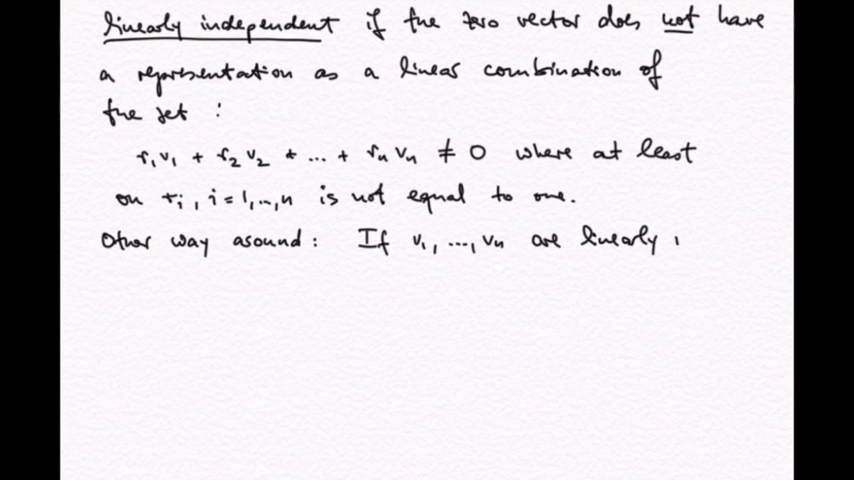 linearly independent if the zero vector does not have
a representation as a linear combination of
the set :
r₁v₁ + r₂v₂ + ... + rₙvₙ ≠ 0 where at least
on rᵢ, i = 1, ..., n is not equal to one.
Other way around : If v₁, ..., vₙ are linearly